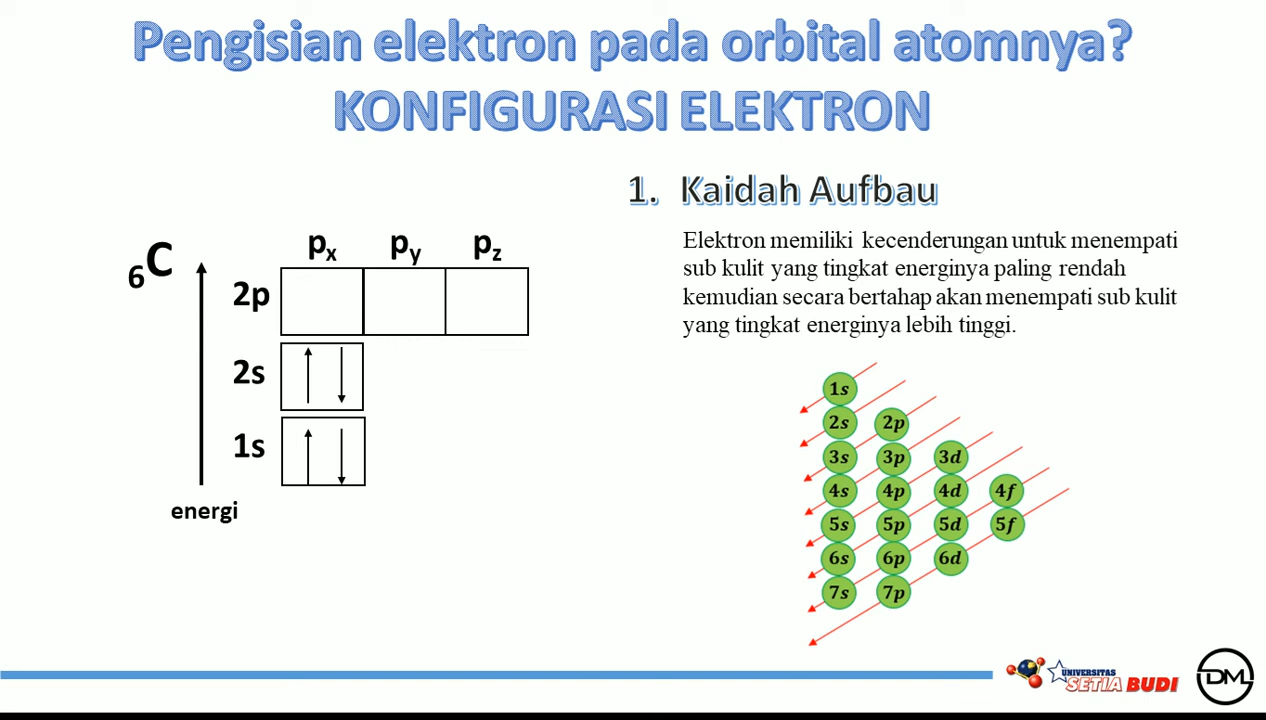 Pengisian elektron pada orbital atomnya?
KONFIGURASI ELEKTRON
1. Kaidah Aufbau
Elektron memiliki kecenderungan untuk menempati
sub kulit yang tingkat energinya paling rendah
kemudian secara bertahap akan menempati sub kulit
yang tingkat energinya lebih tinggi.
₆C
pₓ pᵧ p_z
2p
2s
1s
energi
1s
2s 2p
3s 3p 3d
4s 4p 4d 4f
5s 5p 5d 5f
6s 6p 6d
7s 7p
UNIVERSITAS
SETIA BUDI
DM